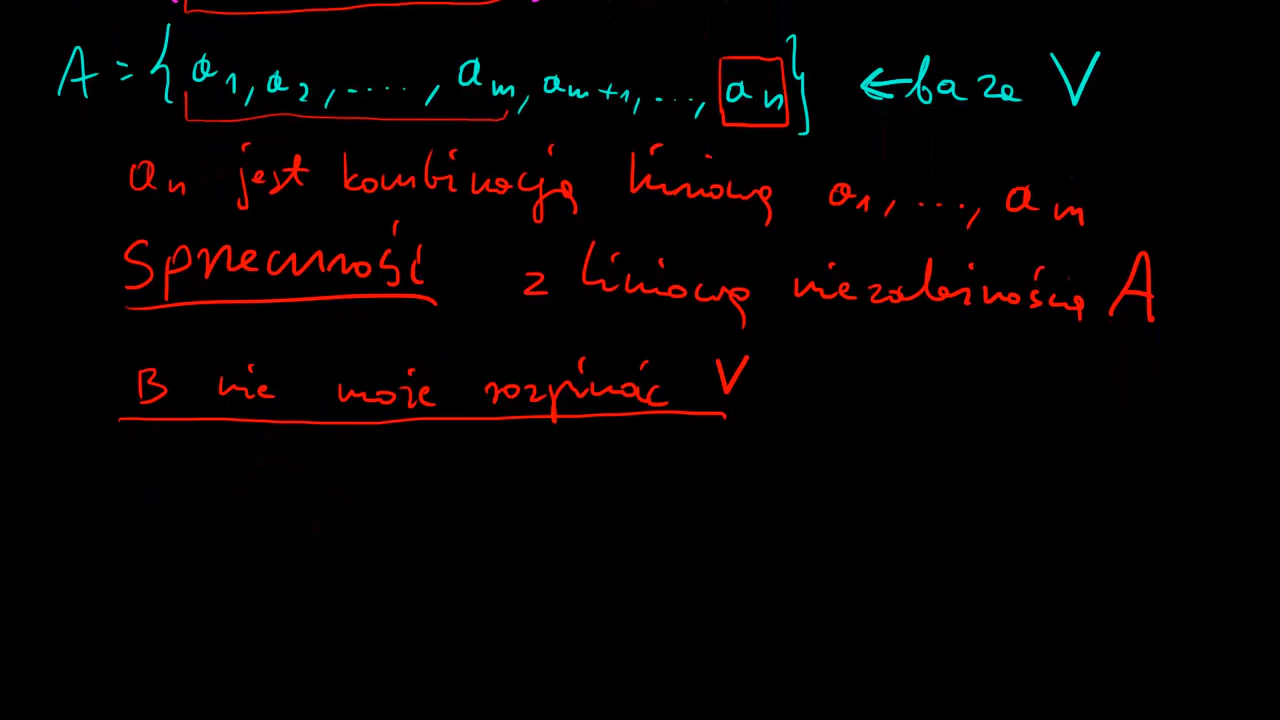 A = {a₁, a₂, ....., aₘ, aₘ₊₁, ..., aₙ} ← baza V
aₙ jest kombinacją liniową a₁, ..., aₘ
Sprzeczność z liniową niezależnością A
B nie może rozpinać V